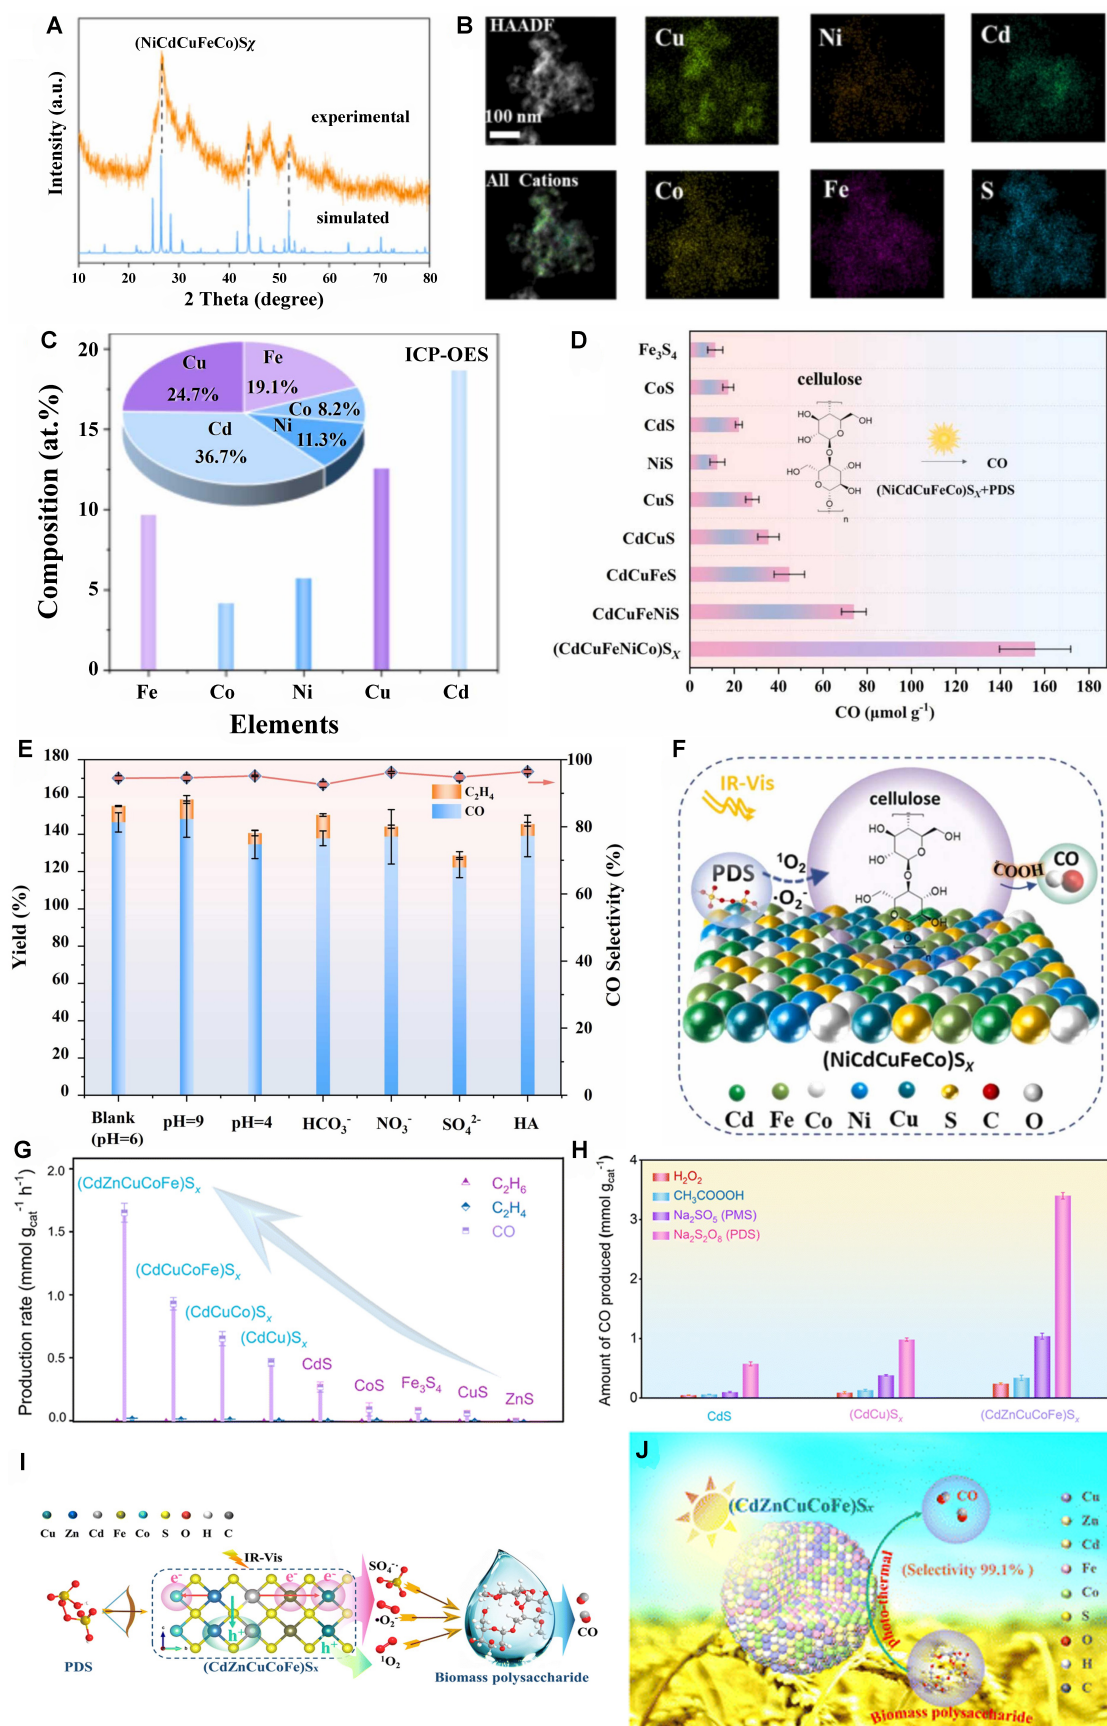 A
(NiCdCuFeCo)Sχ
experimental
simulated
Intensity (a.u.)
10 20 30 40 50 60 70 80
2 Theta (degree)
B
HAADF
100 nm
Cu
Ni
Cd
All Cations
Co
Fe
S
C
ICP-OES
Cu
24.7%
Fe
19.1%
Co 8.2%
Ni
11.3%
Cd
36.7%
Composition (at.%)
20
15
10
5
0
Fe Co Ni Cu Cd
Elements
D
Fe₃S₄
CoS
CdS
NiS
CuS
CdCuS
CdCuFeS
CdCuFeNiS
(CdCuFeNiCo)Sₓ
cellulose
CO
(NiCdCuFeCo)Sₓ+PDS
OH
HO
O
n
0 20 40 60 80 100 120 140 160 180
CO (μmol g⁻¹)
E
Yield (%)
180
160
140
120
100
80
60
40
20
0
C₂H₄
CO
100
80
60
40
20
0
CO Selectivity (%)
Blank (pH=6) pH=9 pH=4 HCO₃⁻ NO₃⁻ SO₄²⁻ HA
F
IR-Vis
cellulose
PDS
¹O₂
·O₂⁻
COOH
CO
OH
HO
n
(NiCdCuFeCo)Sₓ
Cd Fe Co Ni Cu S C O
G
Production rate (mmol gcat⁻¹ h⁻¹)
2.0
1.5
1.0
0.5
0.0
(CdZnCuCoFe)Sₓ
(CdCuCoFe)Sₓ
(CdCuCo)Sₓ
(CdCu)Sₓ
CdS
CoS
Fe₃S₄
CuS
ZnS
C₂H₆
C₂H₄
CO
H
Amount of CO produced (mmol gcat⁻¹)
4
3
1
0
H₂O₂
CH₃COOOH
Na₂SO₅ (PMS)
Na₂S₂O₈ (PDS)
CdS (CdCu)Sₓ (CdZnCuCoFe)Sₓ
I
Cu Zn Cd Fe Co S O H C
IR-Vis
e⁻ e⁻ e⁻
h⁺ h⁺
PDS
(CdZnCuCoFe)Sₓ
SO₄·⁻
•O₂⁻
¹O₂
Biomass polysaccharide
CO
J
(CdZnCuCoFe)Sₓ
CO
(Selectivity 99.1% )
photo-thermal
Biomass polysaccharide
Cu
Zn
Cd
Fe
Co
S
O
H
C